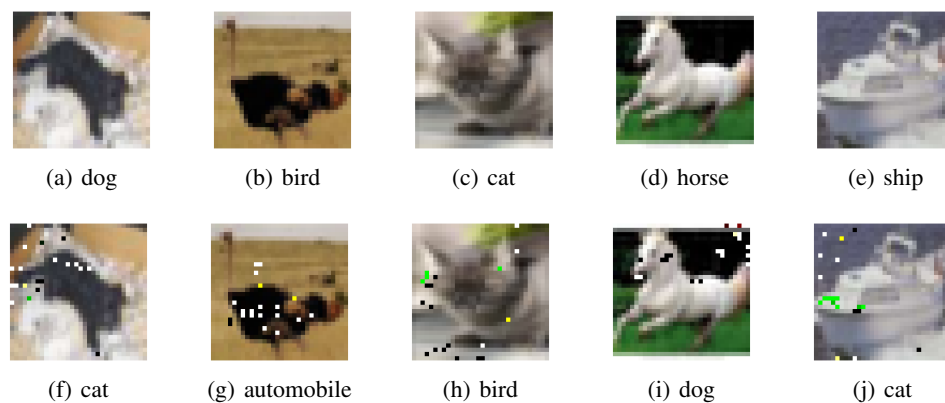 (a) dog (b) bird (c) cat (d) horse (e) ship
(f) cat (g) automobile (h) bird (i) dog (j) cat